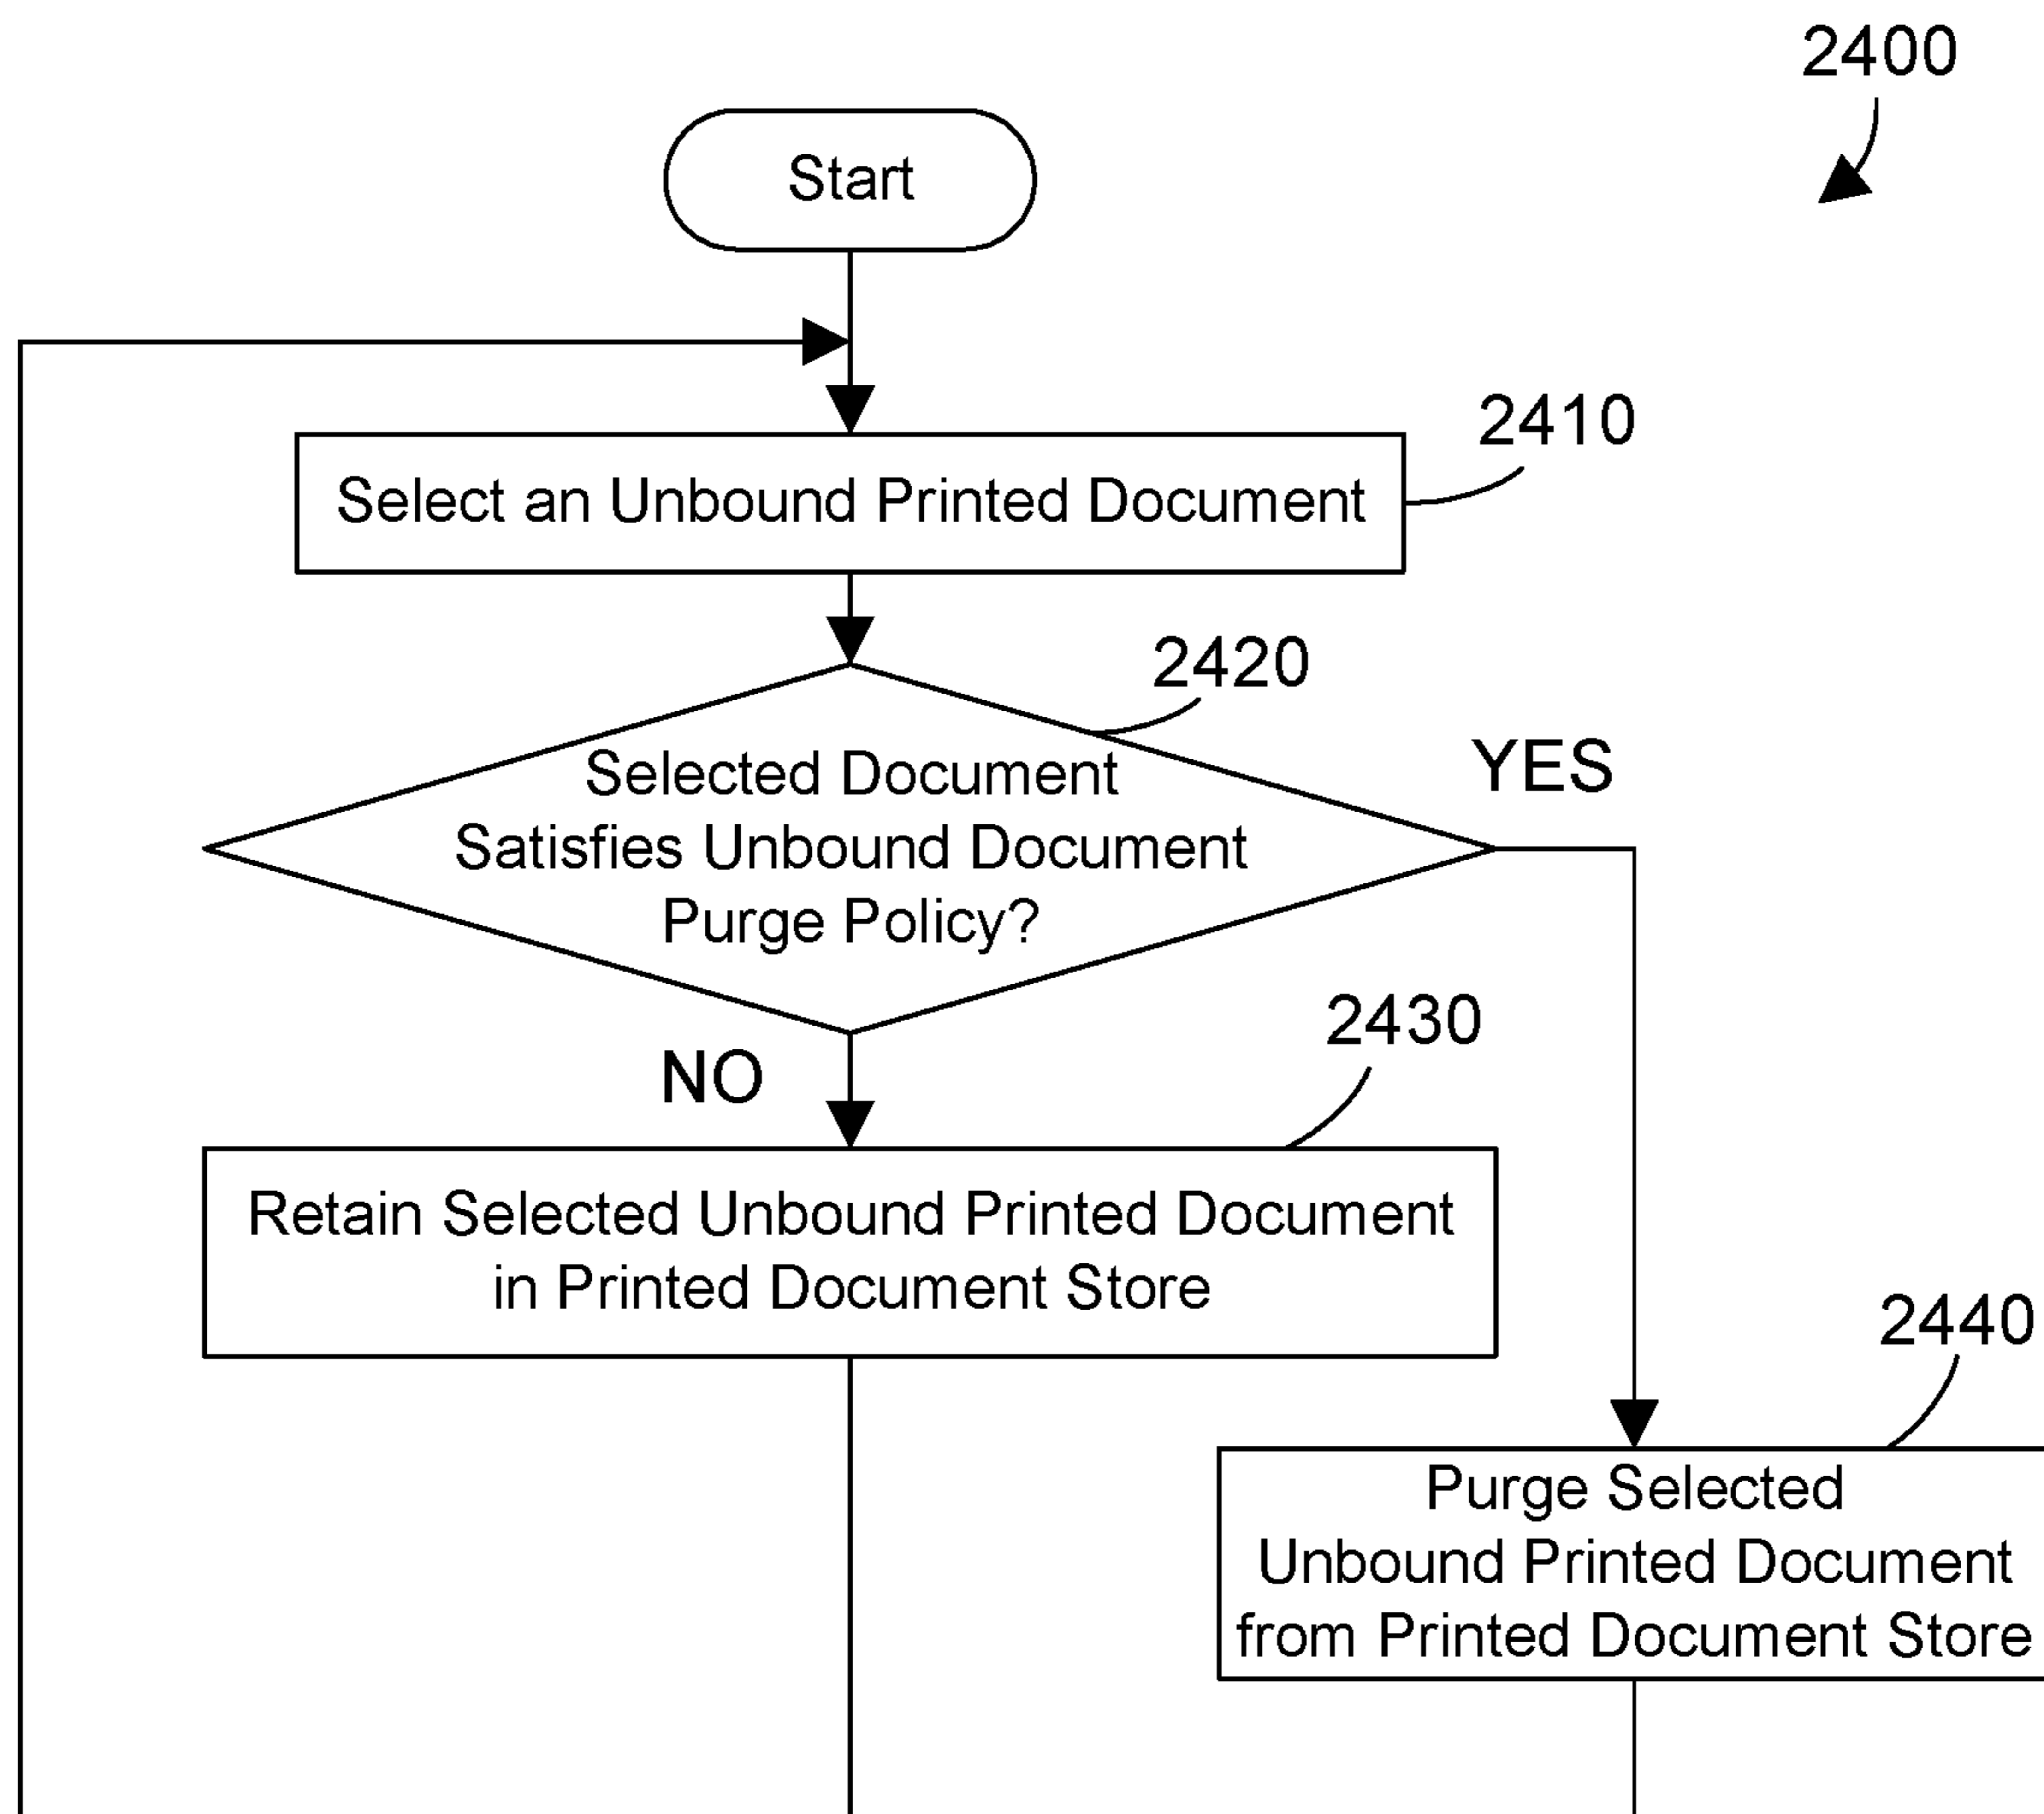 2400
Start
2410
Select an Unbound Printed Document
2420
Selected Document
Satisfies Unbound Document
Purge Policy?
YES
NO
2430
Retain Selected Unbound Printed Document
in Printed Document Store
2440
Purge Selected
Unbound Printed Document
from Printed Document Store